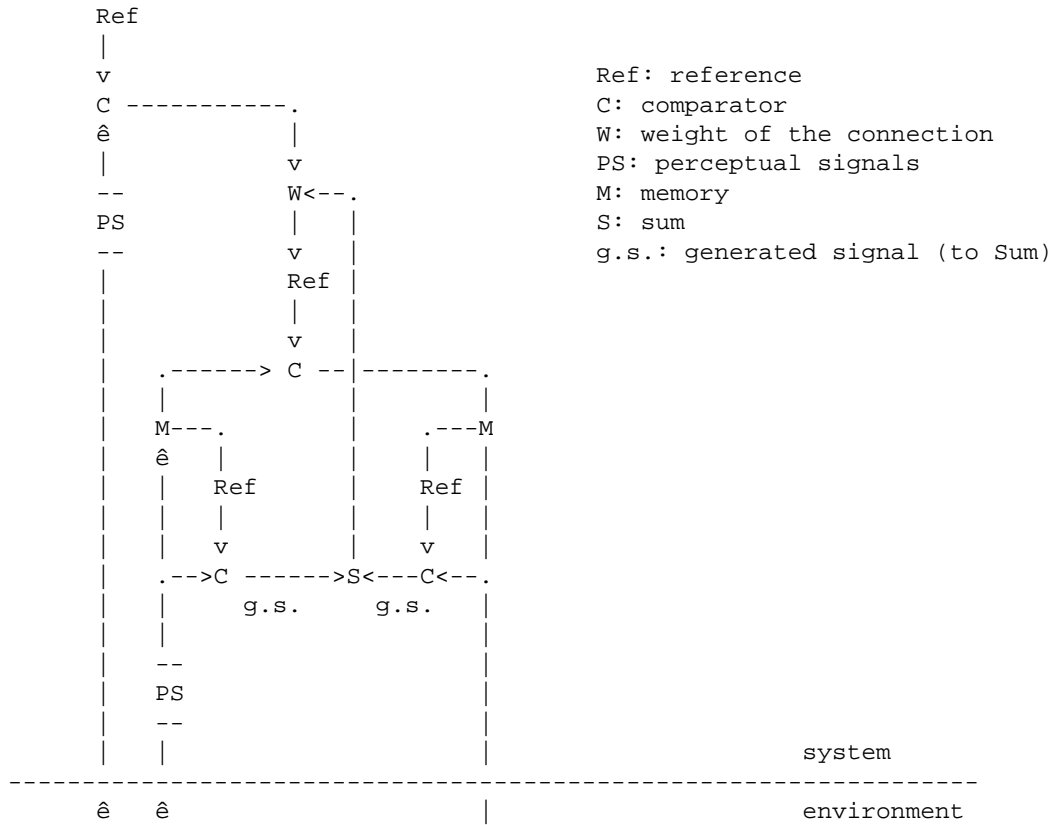 Ref
|
v
C -----------.
ê            |
|            v
--           W<--.
PS           |   |
--           v   |
|            Ref |
|            |   |
|            v   |
|   .------> C --|--------.
|   |            |        |
|   M---.        |    .---M
|   ê   |        |    |   |
|   |   Ref      |    Ref |
|   |   |        |    |   |
|   |   v        |    v   |
|   .-->C ------>S<---C<--.
|   |    g.s.     g.s.    |
|   |                     |
|   --                    |
|   PS                    |
|   --                    |
|   |                     |   system
------------------------------------------------------------------
ê   ê                     |   environment
Ref: reference
C: comparator
W: weight of the connection
PS: perceptual signals
M: memory
S: sum
g.s.: generated signal (to Sum)